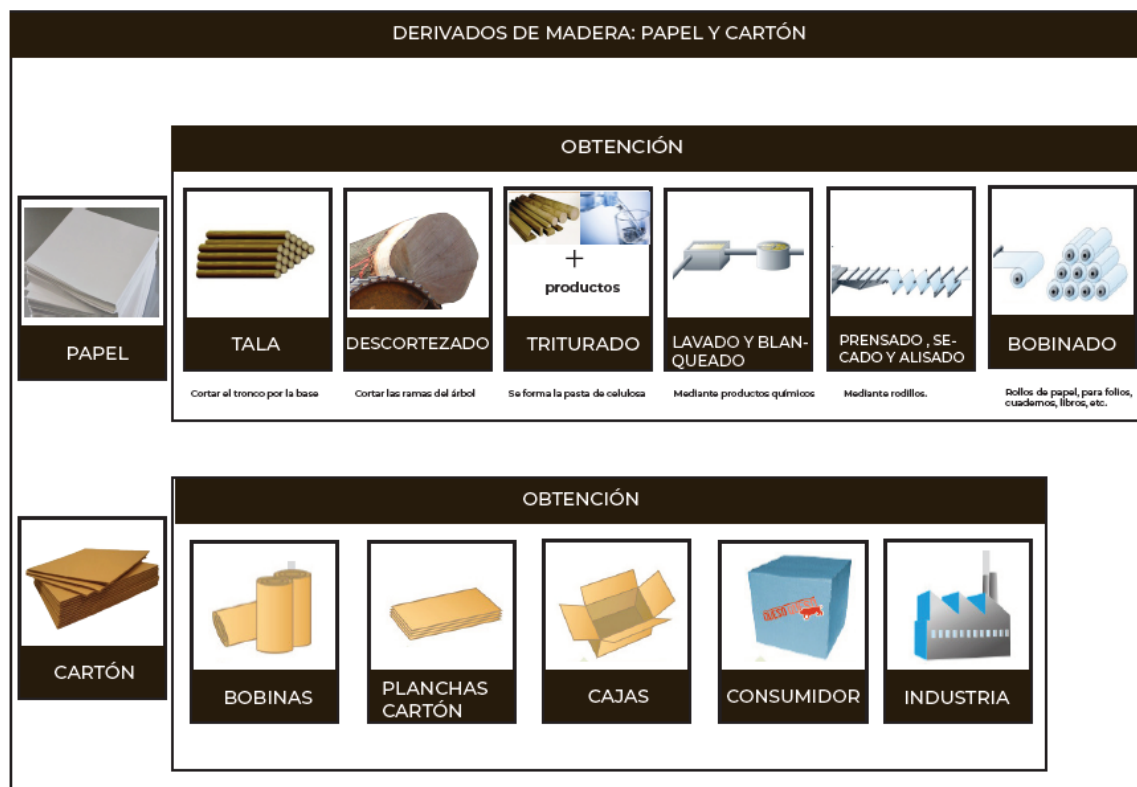 DERIVADOS DE MADERA: PAPEL Y CARTÓN
OBTENCIÓN
+
productos
PAPEL
TALA
DESCORTEZADO
TRITURADO
LAVADO Y BLAN-
QUEADO
PRENSADO , SE-
CADO Y ALISADO
BOBINADO
Cortar el tronco por la base
Cortar las ramas del árbol
Se forma la pasta de celulosa
Mediante productos químicos
Mediante rodillos.
Rollos de papel, para folios,
cuadernos, libros, etc.
OBTENCIÓN
CARTÓN
BOBINAS
PLANCHAS
CARTÓN
CAJAS
QUESO
CONSUMIDOR
INDUSTRIA